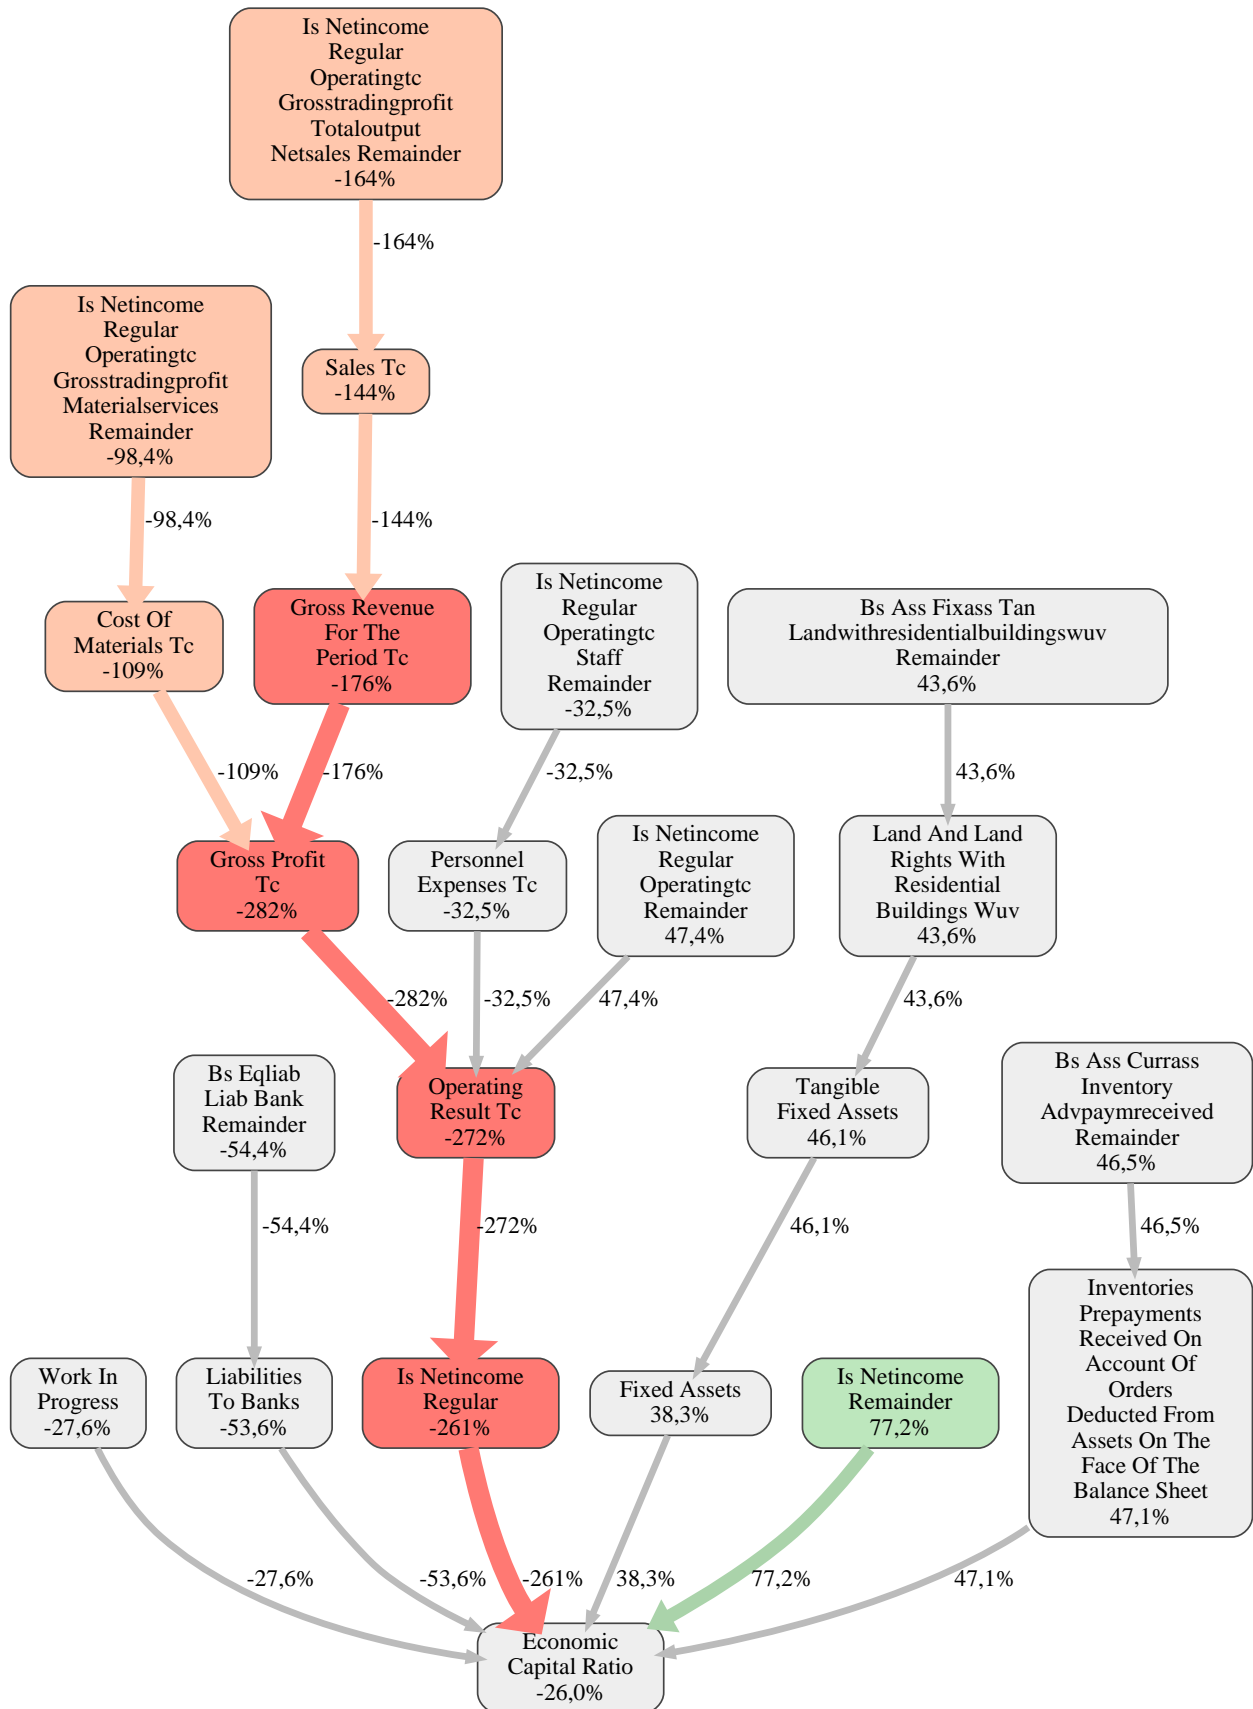 Is Netincome
Regular
Operatingtc
Grosstradingprofit
Totaloutput
Netsales Remainder
-164%
-164%
Is Netincome
Regular
Operatingtc
Grosstradingprofit
Materialservices
Remainder
-98,4%
Sales Tc
-144%
-98,4%
-144%
Is Netincome
Regular
Operatingtc
Staff
Remainder
-32,5%
Cost Of
Materials Tc
-109%
Gross Revenue
For The
Period Tc
-176%
Bs Ass Fixass Tan
Landwithresidentialbuildingswuv
Remainder
43,6%
-109%
-176%
-32,5%
43,6%
Gross Profit
Tc
-282%
Personnel
Expenses Tc
-32,5%
Is Netincome
Regular
Operatingtc
Remainder
47,4%
Land And Land
Rights With
Residential
Buildings Wuv
43,6%
-282%
-32,5%
47,4%
43,6%
Bs Eqliab
Liab Bank
Remainder
-54,4%
Operating
Result Tc
-272%
Tangible
Fixed Assets
46,1%
Bs Ass Currass
Inventory
Advpaymreceived
Remainder
46,5%
-54,4%
-272%
46,1%
46,5%
Work In
Progress
-27,6%
Liabilities
To Banks
-53,6%
Is Netincome
Regular
-261%
Fixed Assets
38,3%
Is Netincome
Remainder
77,2%
Inventories
Prepayments
Received On
Account Of
Orders
Deducted From
Assets On The
Face Of The
Balance Sheet
47,1%
-27,6%
-53,6%
-261%
38,3%
77,2%
47,1%
Economic
Capital Ratio
-26,0%